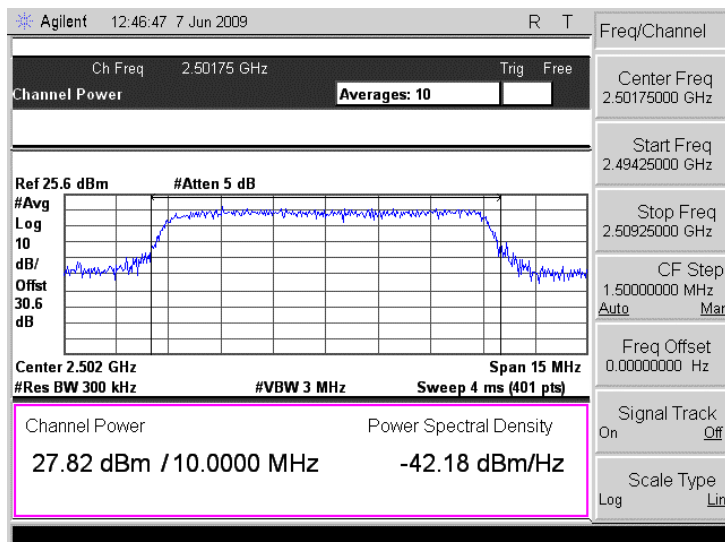 Agilent 12:46:47 7 Jun 2009 R T
Ch Freq 2.50175 GHz Trig Free
Channel Power Averages: 10
Ref 25.6 dBm #Atten 5 dB
#Avg
Log
10
dB/
Offst
30.6
dB
Center 2.502 GHz Span 15 MHz
#Res BW 300 kHz #VBW 3 MHz Sweep 4 ms (401 pts)
Channel Power Power Spectral Density
27.82 dBm / 10.0000 MHz -42.18 dBm/Hz
Freq/Channel
Center Freq
2.50175000 GHz
Start Freq
2.49425000 GHz
Stop Freq
2.50925000 GHz
CF Step
1.50000000 MHz
Auto Man
Freq Offset
0.00000000 Hz
Signal Track
On Off
Scale Type
Log Lin